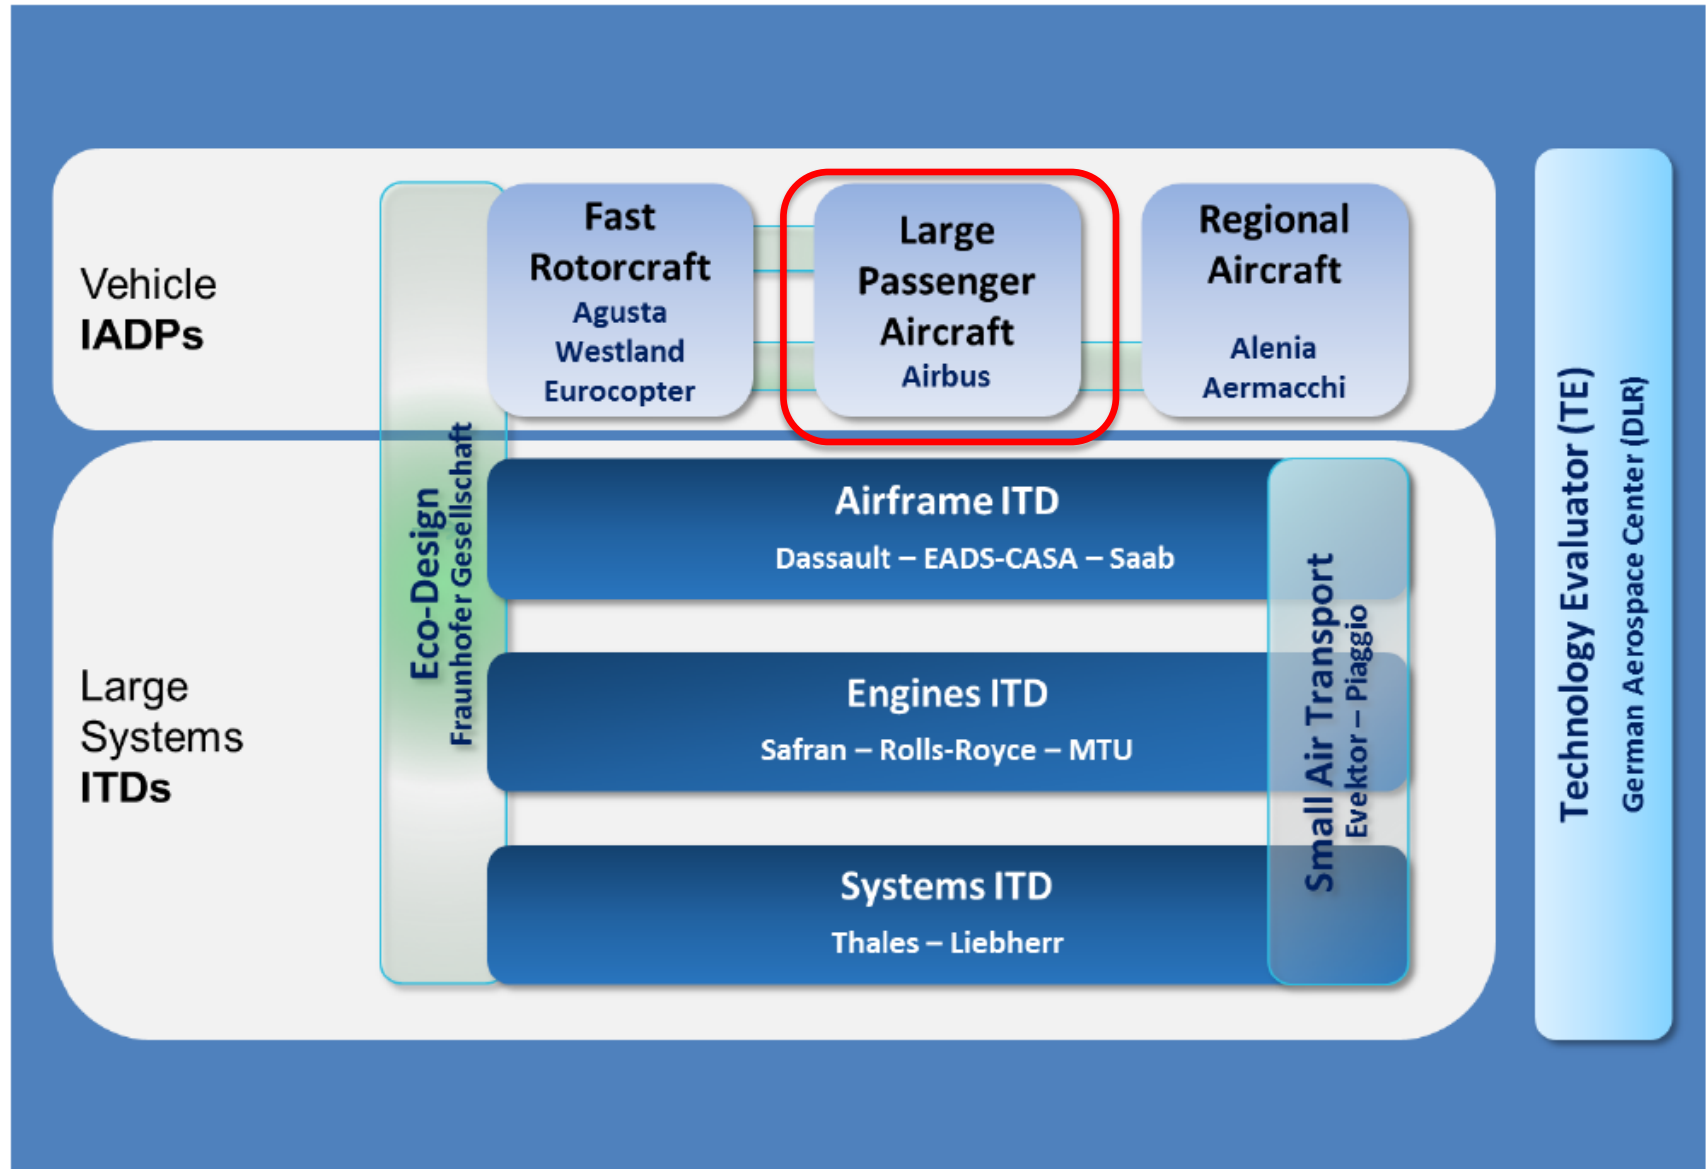 Vehicle
IADPs
Fast
Rotorcraft
Agusta
Westland
Eurocopter
Large
Passenger
Aircraft
Airbus
Regional
Aircraft
Alenia
Aermacchi
Large
Systems
ITDs
Eco-Design
Fraunhofer Gesellschaft
Airframe ITD
Dassault – EADS-CASA – Saab
Engines ITD
Safran – Rolls-Royce – MTU
Systems ITD
Thales – Liebherr
Small Air Transport
Evektor – Piaggio
Technology Evaluator (TE)
German Aerospace Center (DLR)